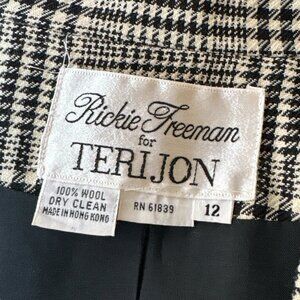 Rickie Freeman
for
TERIJON
100% WOOL
DRY CLEAN
MADE IN HONG KONG
RN 61839
12